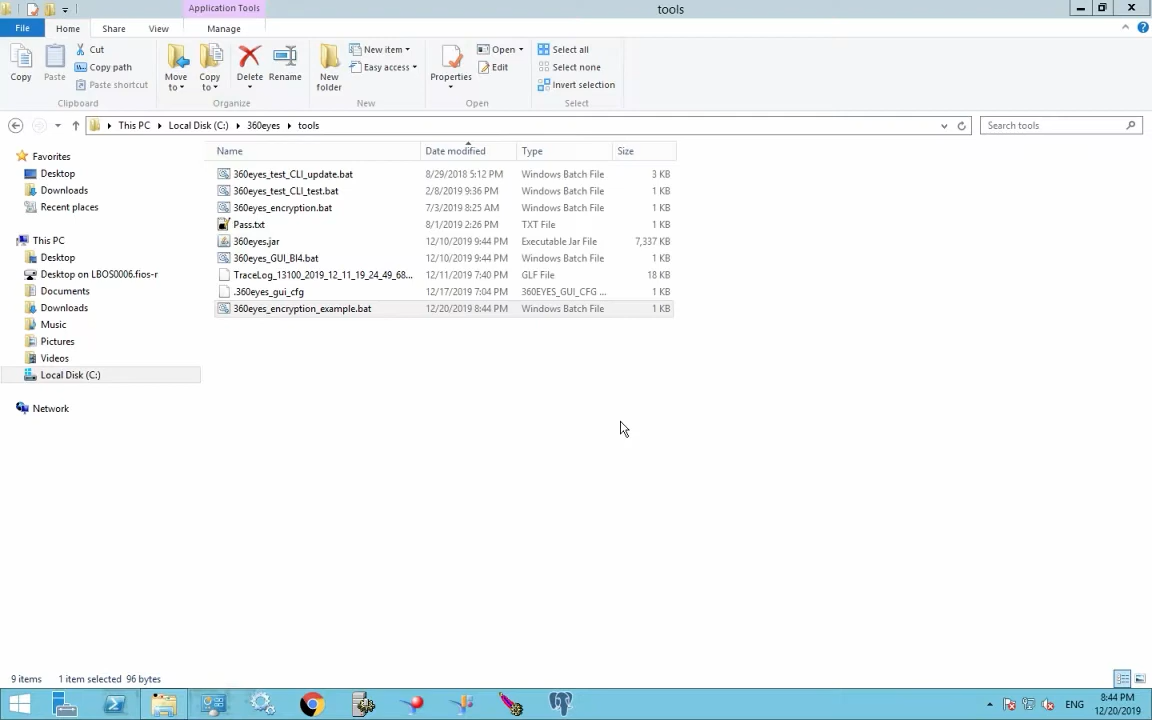 Application Tools
tools
File
Home
Share
View
Manage
Copy
Paste
Cut
Copy path
Paste shortcut
Move to
Copy to
Delete
Rename
New folder
New item
Easy access
Properties
Open
Edit
Select all
Select none
Invert selection
Clipboard
Organize
New
Open
Select
This PC
Local Disk (C:)
360eyes
tools
Search tools
Name
Date modified
Type
Size
Favorites
Desktop
Downloads
Recent places
This PC
Desktop
Desktop on LBOS0006.fios-r
Documents
Downloads
Music
Pictures
Videos
Local Disk (C:)
Network
360eyes_test_CLI_update.bat 8/29/2018 5:12 PM Windows Batch File 3 KB
360eyes_test_CLI_test.bat 2/8/2019 9:36 PM Windows Batch File 1 KB
360eyes_encryption.bat 7/3/2019 8:25 AM Windows Batch File 1 KB
Pass.txt 8/1/2019 2:26 PM TXT File 1 KB
360eyes.jar 12/10/2019 9:44 PM Executable Jar File 7,337 KB
360eyes_GUI_BI4.bat 12/10/2019 9:44 PM Windows Batch File 1 KB
TraceLog_13100_2019_12_11_19_24_49_68... 12/11/2019 7:40 PM GLF File 18 KB
.360eyes_gui_cfg 12/17/2019 7:04 PM 360EYES_GUI_CFG ... 1 KB
360eyes_encryption_example.bat 12/20/2019 8:44 PM Windows Batch File 1 KB
9 items 1 item selected 96 bytes
ENG
8:44 PM
12/20/2019